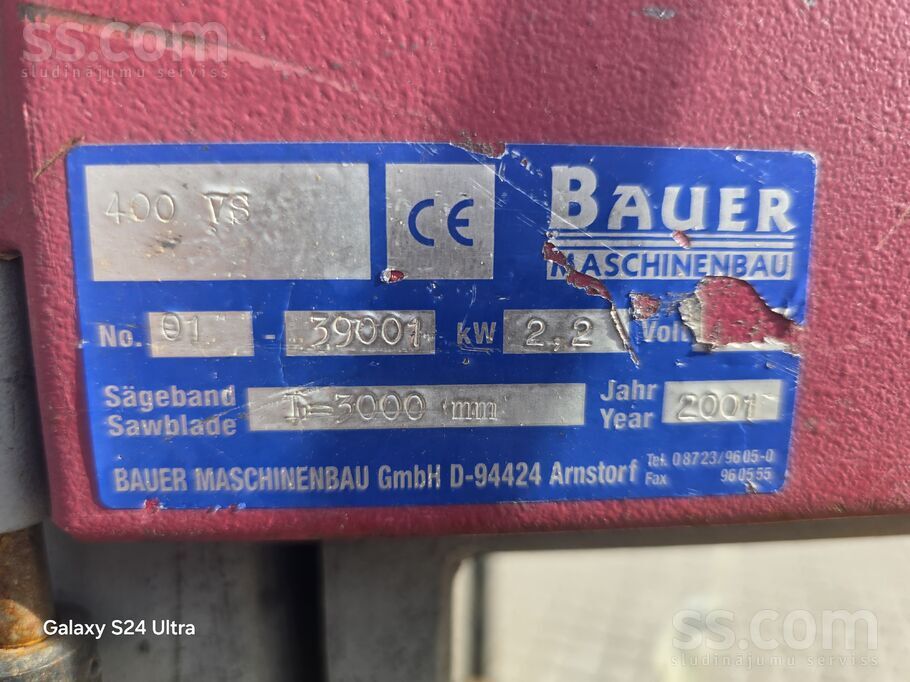 ss.com
sludinājumu serviss
400 VS
CE
BAUER
MASCHINENBAU
No. 01 - 39001 kW 2,2 Volt
Sägeband
Sawblade
L=3000 mm
Jahr
Year
2001
BAUER MASCHINENBAU GmbH D-94424 Arnstorf
Tel. 08723/9605-0
Fax 960555
Galaxy S24 Ultra
ss.com
sludinājumu serviss